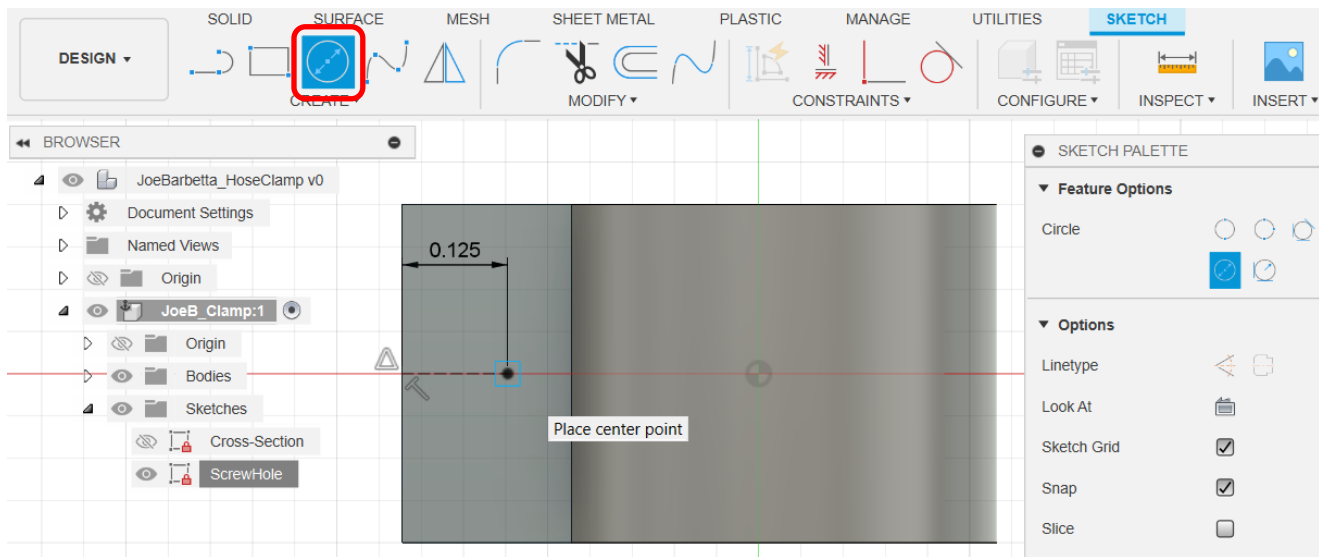 SOLID SURFACE MESH SHEET METAL PLASTIC MANAGE UTILITIES SKETCH
DESIGN ▾
CREATE ▾ MODIFY ▾ CONSTRAINTS ▾ CONFIGURE ▾ INSPECT ▾ INSERT ▾
BROWSER
JoeBarbetta_HoseClamp v0
Document Settings
Named Views
Origin
JoeB_Clamp:1
Origin
Bodies
Sketches
Cross-Section
ScrewHole
0.125
Place center point
SKETCH PALETTE
▼ Feature Options
Circle
▼ Options
Linetype
Look At
Sketch Grid
Snap
Slice